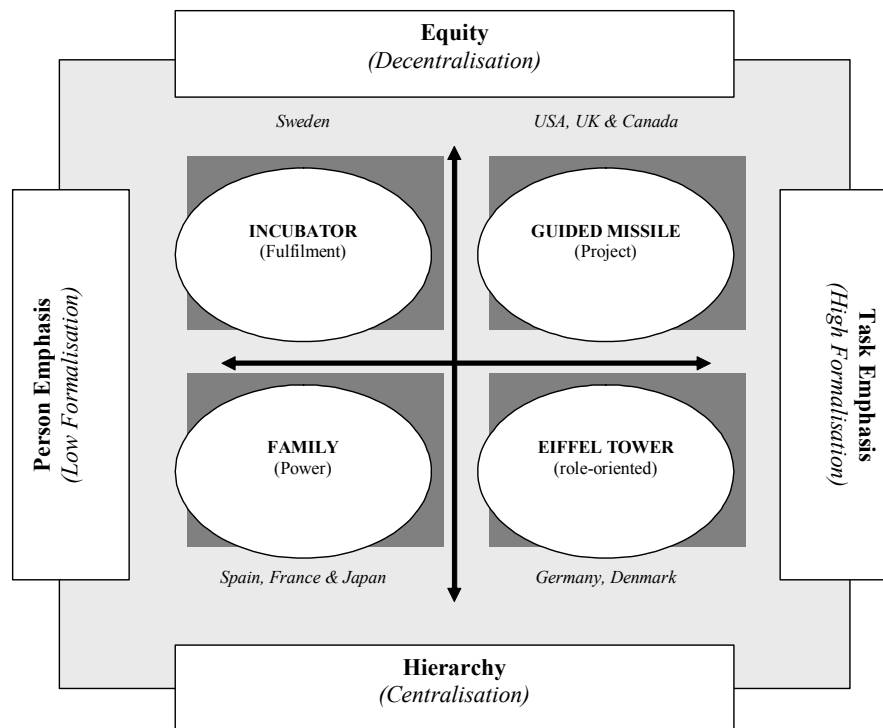 Equity
(Decentralisation)
Sweden
USA, UK & Canada
INCUBATOR
(Fulfilment)
GUIDED MISSILE
(Project)
Person Emphasis
(Low Formalisation)
Task Emphasis
(High Formalisation)
FAMILY
(Power)
EIFFEL TOWER
(role-oriented)
Spain, France & Japan
Germany, Denmark
Hierarchy
(Centralisation)